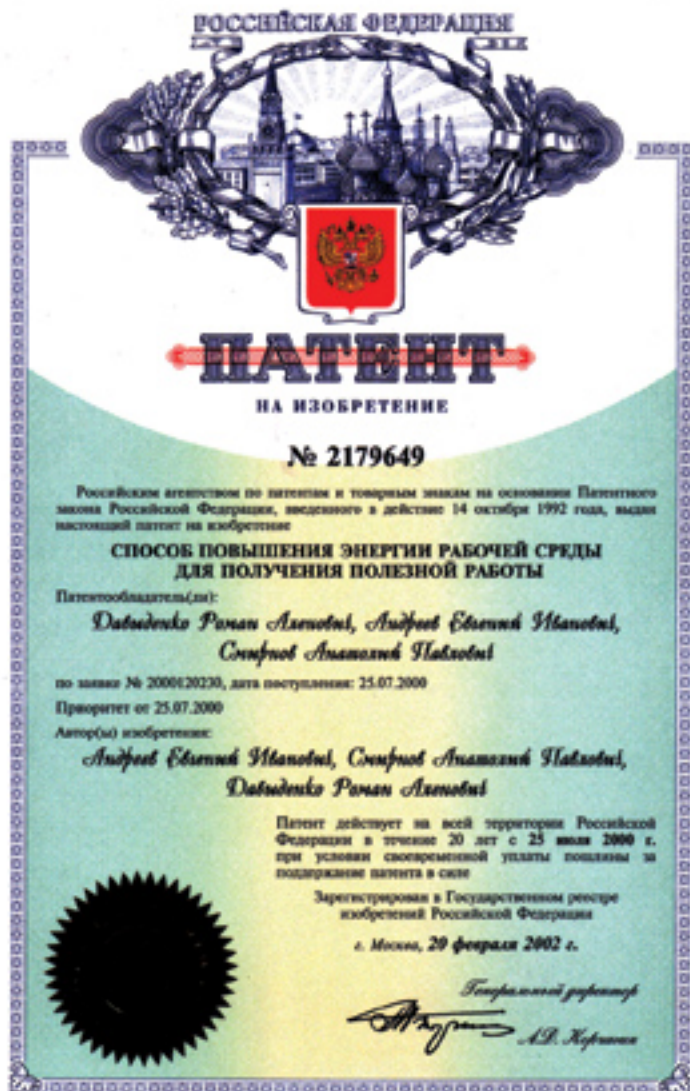 РОССИЙСКАЯ ФЕДЕРАЦИЯ
ПАТЕНТ
НА ИЗОБРЕТЕНИЕ
№ 2179649
Российским агентством по патентам и товарным знакам на основании Патентного
закона Российской Федерации, введенного в действие 14 октября 1992 года, выдан
настоящий патент на изобретение
СПОСОБ ПОВЫШЕНИЯ ЭНЕРГИИ РАБОЧЕЙ СРЕДЫ
ДЛЯ ПОЛУЧЕНИЯ ПОЛЕЗНОЙ РАБОТЫ
Патентообладатель(ли):
Давиденко Роман Аленович, Андреев Евгений Иванович,
Смирнов Анатолий Павлович
по заявке № 2000120230, дата поступления: 25.07.2000
Приоритет от 25.07.2000
Автор(ы) изобретения:
Андреев Евгений Иванович, Смирнов Анатолий Павлович,
Давиденко Роман Аленович
Патент действует на всей территории Российской
Федерации в течение 20 лет с 25 июля 2000 г.
при условии своевременной уплаты пошлины за
поддержание патента в силе
Зарегистрирован в Государственном реестре
изобретений Российской Федерации
г. Москва, 20 февраля 2002 г.
Генеральный директор
А.Д. Корчагин